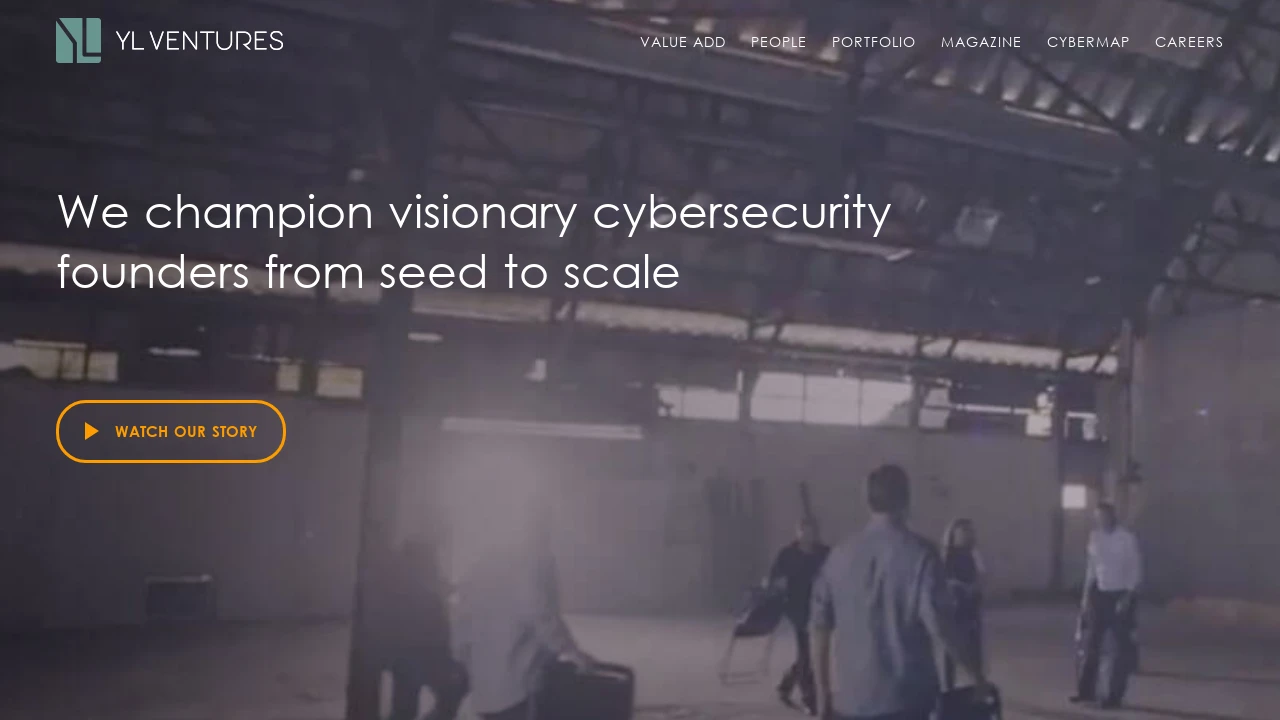 YL VENTURES
VALUE ADD PEOPLE PORTFOLIO MAGAZINE CYBERMAP CAREERS
We champion visionary cybersecurity
founders from seed to scale
WATCH OUR STORY